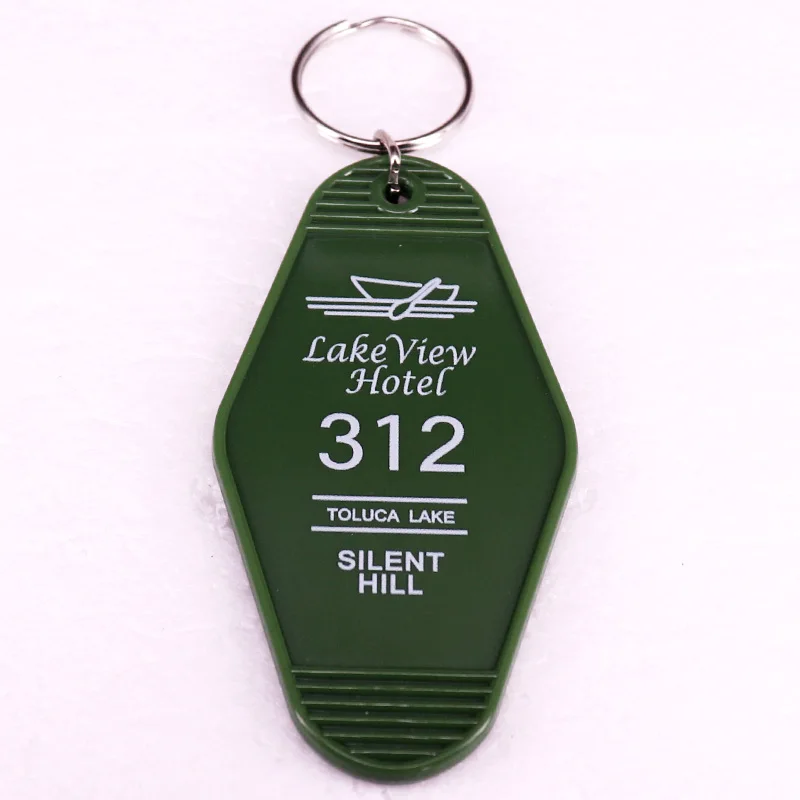 LakeView
Hotel
312
TOLUCA LAKE
SILENT
HILL